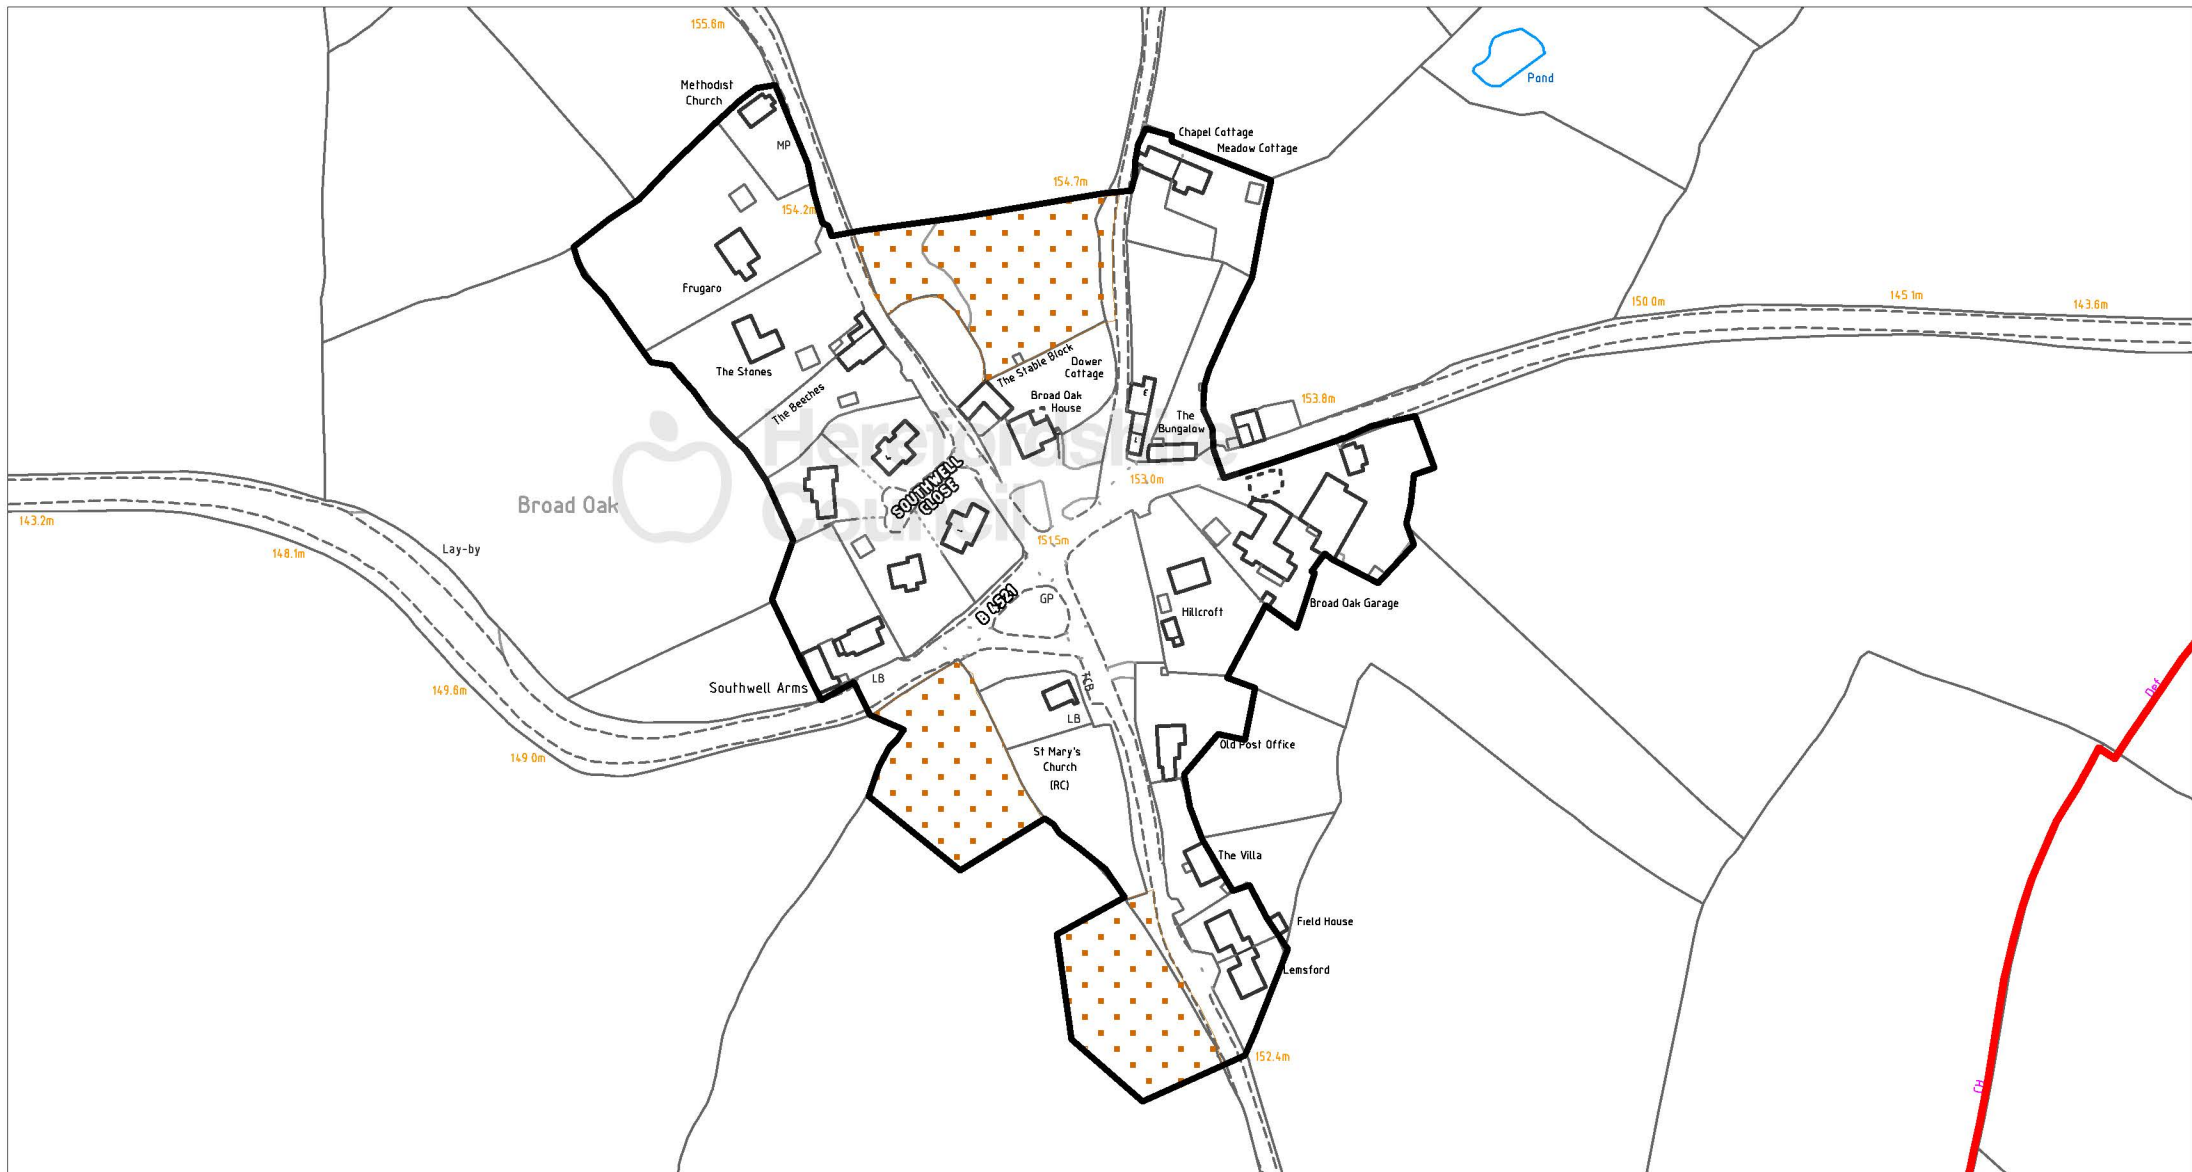 155.6m
Pond
Methodist
Church
Chapel Cottage
MP
Meadow Cottage
154.7m
154.2m
Frugaro
150.0m
145.1m
143.6m
The Stones
The Stable Block
Dower
Cottage
The Beeches
Broad Oak
House
153.8m
The
Bungalow
Herefordshire
Council
SOUTHWELL
CLOSE
153.0m
Broad Oak
143.2m
148.1m
Lay-by
151.5m
B 4521
GP
Hillcroft
Broad Oak Garage
149.6m
Southwell Arms
LB
TCB
LB
Def
149.0m
St Mary's
Church
(RC)
Old Post Office
The Villa
Field House
Lemsford
152.4m
CH